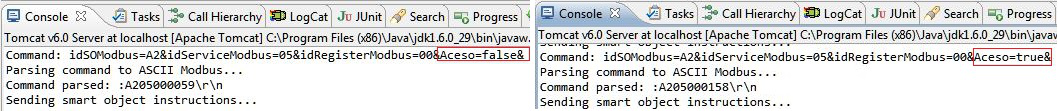 Console Tasks Call Hierarchy LogCat JUnit Search Progress
Tomcat v6.0 Server at localhost [Apache Tomcat] C:\Program Files (x86)\Java\jdk1.6.0_29\bin\javaw.
Command: idSOModbus=A2&idServiceModbus=05&idRegisterModbus=00&Aceso=false&
Parsing command to ASCII Modbus...
Command parsed: :A205000059\r\n
Sending smart object instructions...
Console Tasks Call Hierarchy LogCat JUnit Search Progress
Tomcat v6.0 Server at localhost [Apache Tomcat] C:\Program Files (x86)\Java\jdk1.6.0_29\bin\javaw.
Sending smart object instructions...
Command: idSOModbus=A2&idServiceModbus=05&idRegisterModbus=00&Aceso=true&
Parsing command to ASCII Modbus...
Command parsed: :A205000158\r\n
Sending smart object instructions...